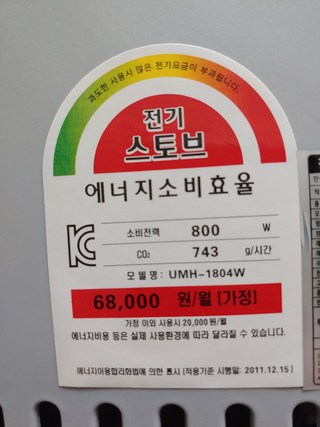 과도한 사용시 많은 전기요금이 부과됩니다.
전기
스토브
에너지소비효율
소비전력 800 W
CO₂ 743 g/시간
모델명 : UMH-1804W
68,000 원/월 (가정)
가정 이외 사용시 20,000원/월
에너지비용 등은 실제 사용환경에 따라 달라질 수 있습니다.
에너지이용합리화법에 의한 표시 [적용기준 시행일: 2011.12.15]